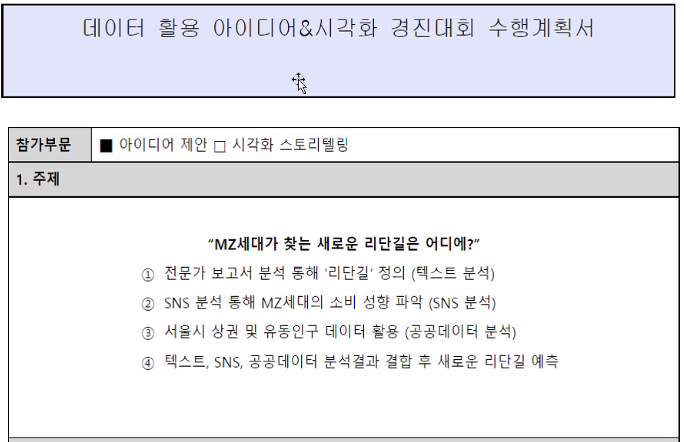 데이터 활용 아이디어&시각화 경진대회 수행계획서
참가부문 ■ 아이디어 제안 □ 시각화 스토리텔링
1. 주제
“MZ세대가 찾는 새로운 리단길은 어디에?”
① 전문가 보고서 분석 통해 ‘리단길’ 정의 (텍스트 분석)
② SNS 분석 통해 MZ세대의 소비 성향 파악 (SNS 분석)
③ 서울시 상권 및 유동인구 데이터 활용 (공공데이터 분석)
④ 텍스트, SNS, 공공데이터 분석결과 결합 후 새로운 리단길 예측